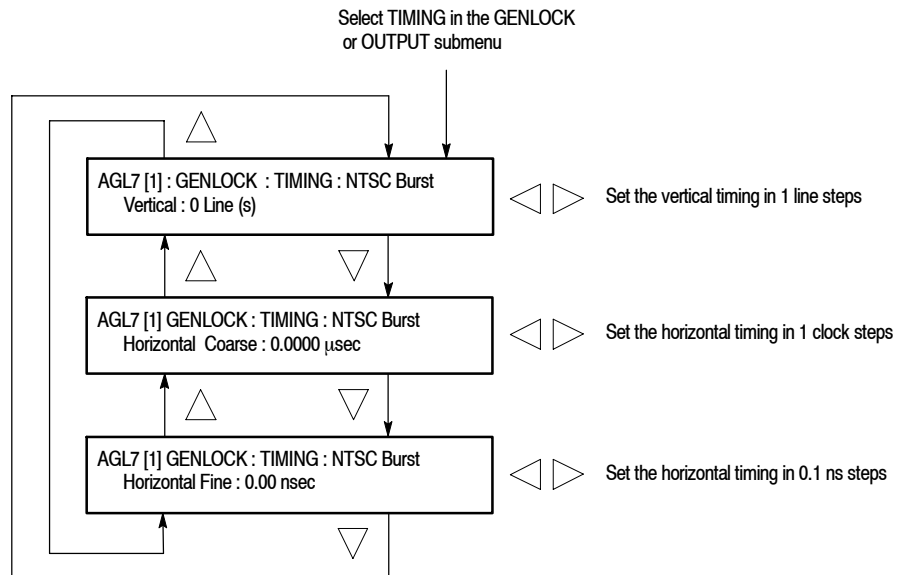 Select TIMING in the GENLOCK
or OUTPUT submenu
AGL7 [1] : GENLOCK : TIMING : NTSC Burst
Vertical : 0 Line (s)
Set the vertical timing in 1 line steps
AGL7 [1] GENLOCK : TIMING : NTSC Burst
Horizontal Coarse : 0.0000 μsec
Set the horizontal timing in 1 clock steps
AGL7 [1] GENLOCK : TIMING : NTSC Burst
Horizontal Fine : 0.00 nsec
Set the horizontal timing in 0.1 ns steps